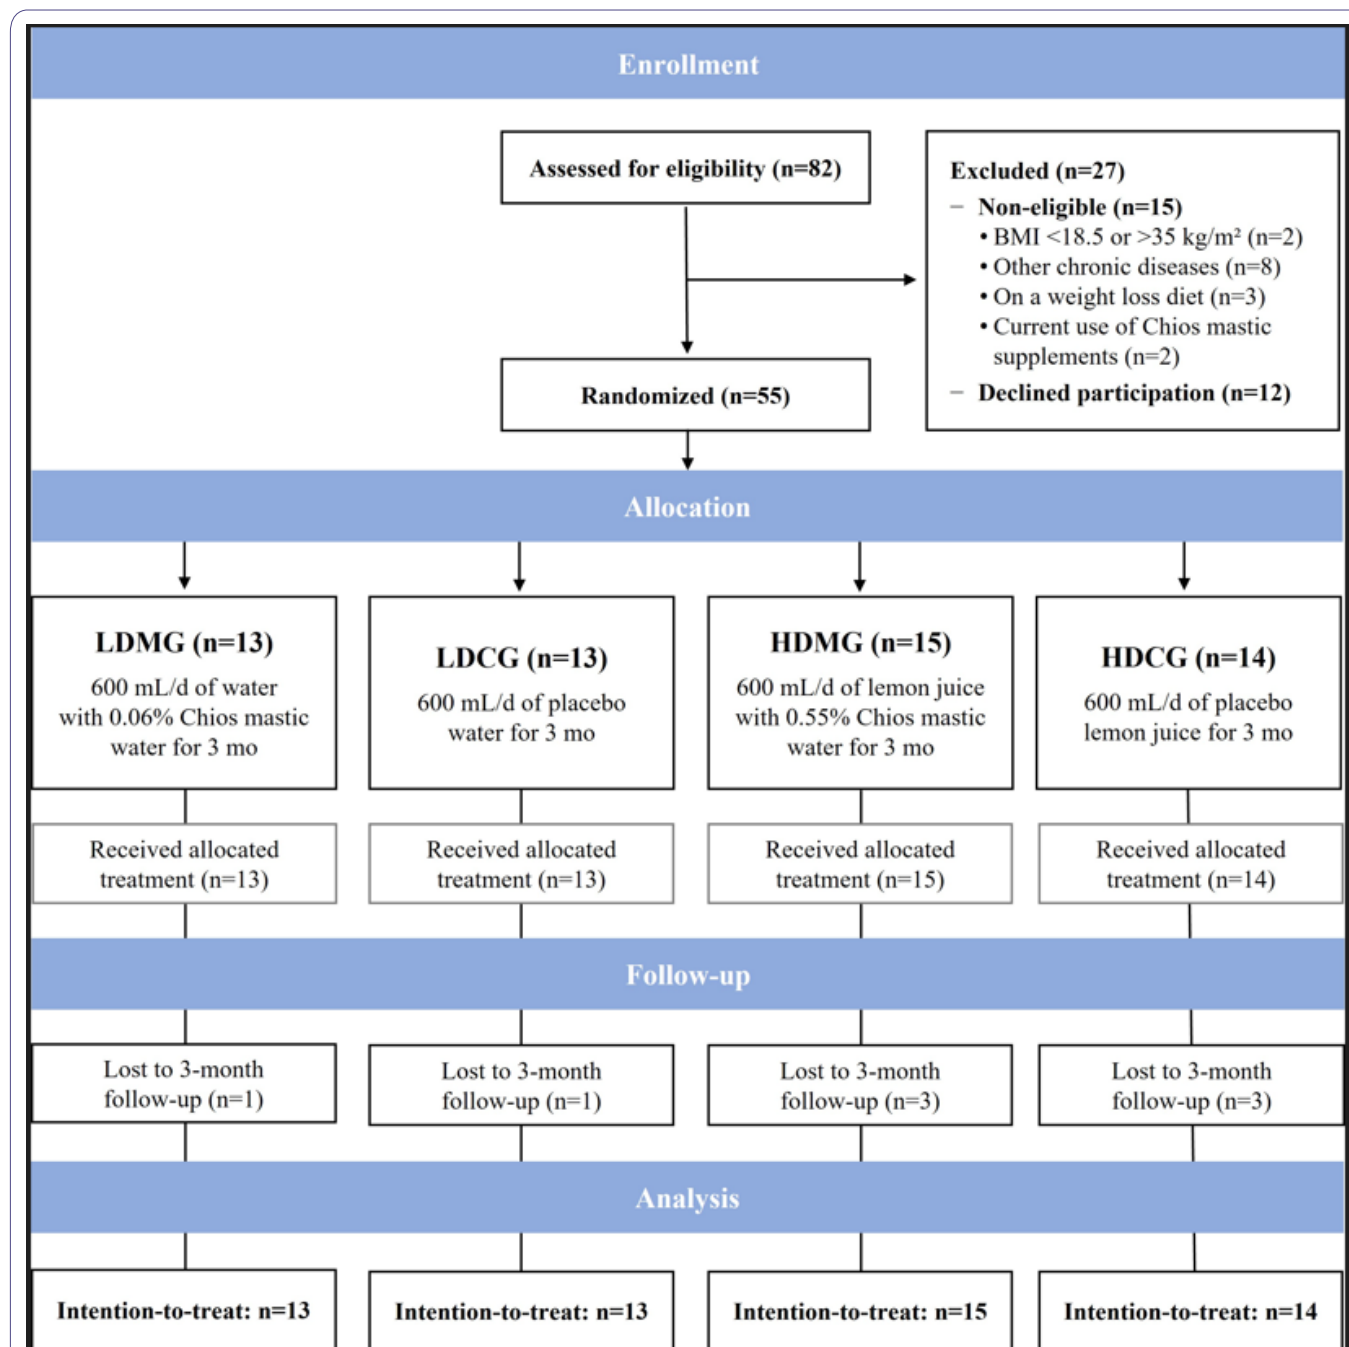 Enrollment
Assessed for eligibility (n=82)
Excluded (n=27)
– Non-eligible (n=15)
• BMI <18.5 or >35 kg/m² (n=2)
• Other chronic diseases (n=8)
• On a weight loss diet (n=3)
• Current use of Chios mastic
supplements (n=2)
– Declined participation (n=12)
Randomized (n=55)
Allocation
LDMG (n=13)
600 mL/d of water
with 0.06% Chios mastic
water for 3 mo
LDCG (n=13)
600 mL/d of placebo
water for 3 mo
HDMG (n=15)
600 mL/d of lemon juice
with 0.55% Chios mastic
water for 3 mo
HDCG (n=14)
600 mL/d of placebo
lemon juice for 3 mo
Received allocated
treatment (n=13)
Received allocated
treatment (n=13)
Received allocated
treatment (n=15)
Received allocated
treatment (n=14)
Follow-up
Lost to 3-month
follow-up (n=1)
Lost to 3-month
follow-up (n=1)
Lost to 3-month
follow-up (n=3)
Lost to 3-month
follow-up (n=3)
Analysis
Intention-to-treat: n=13
Intention-to-treat: n=13
Intention-to-treat: n=15
Intention-to-treat: n=14